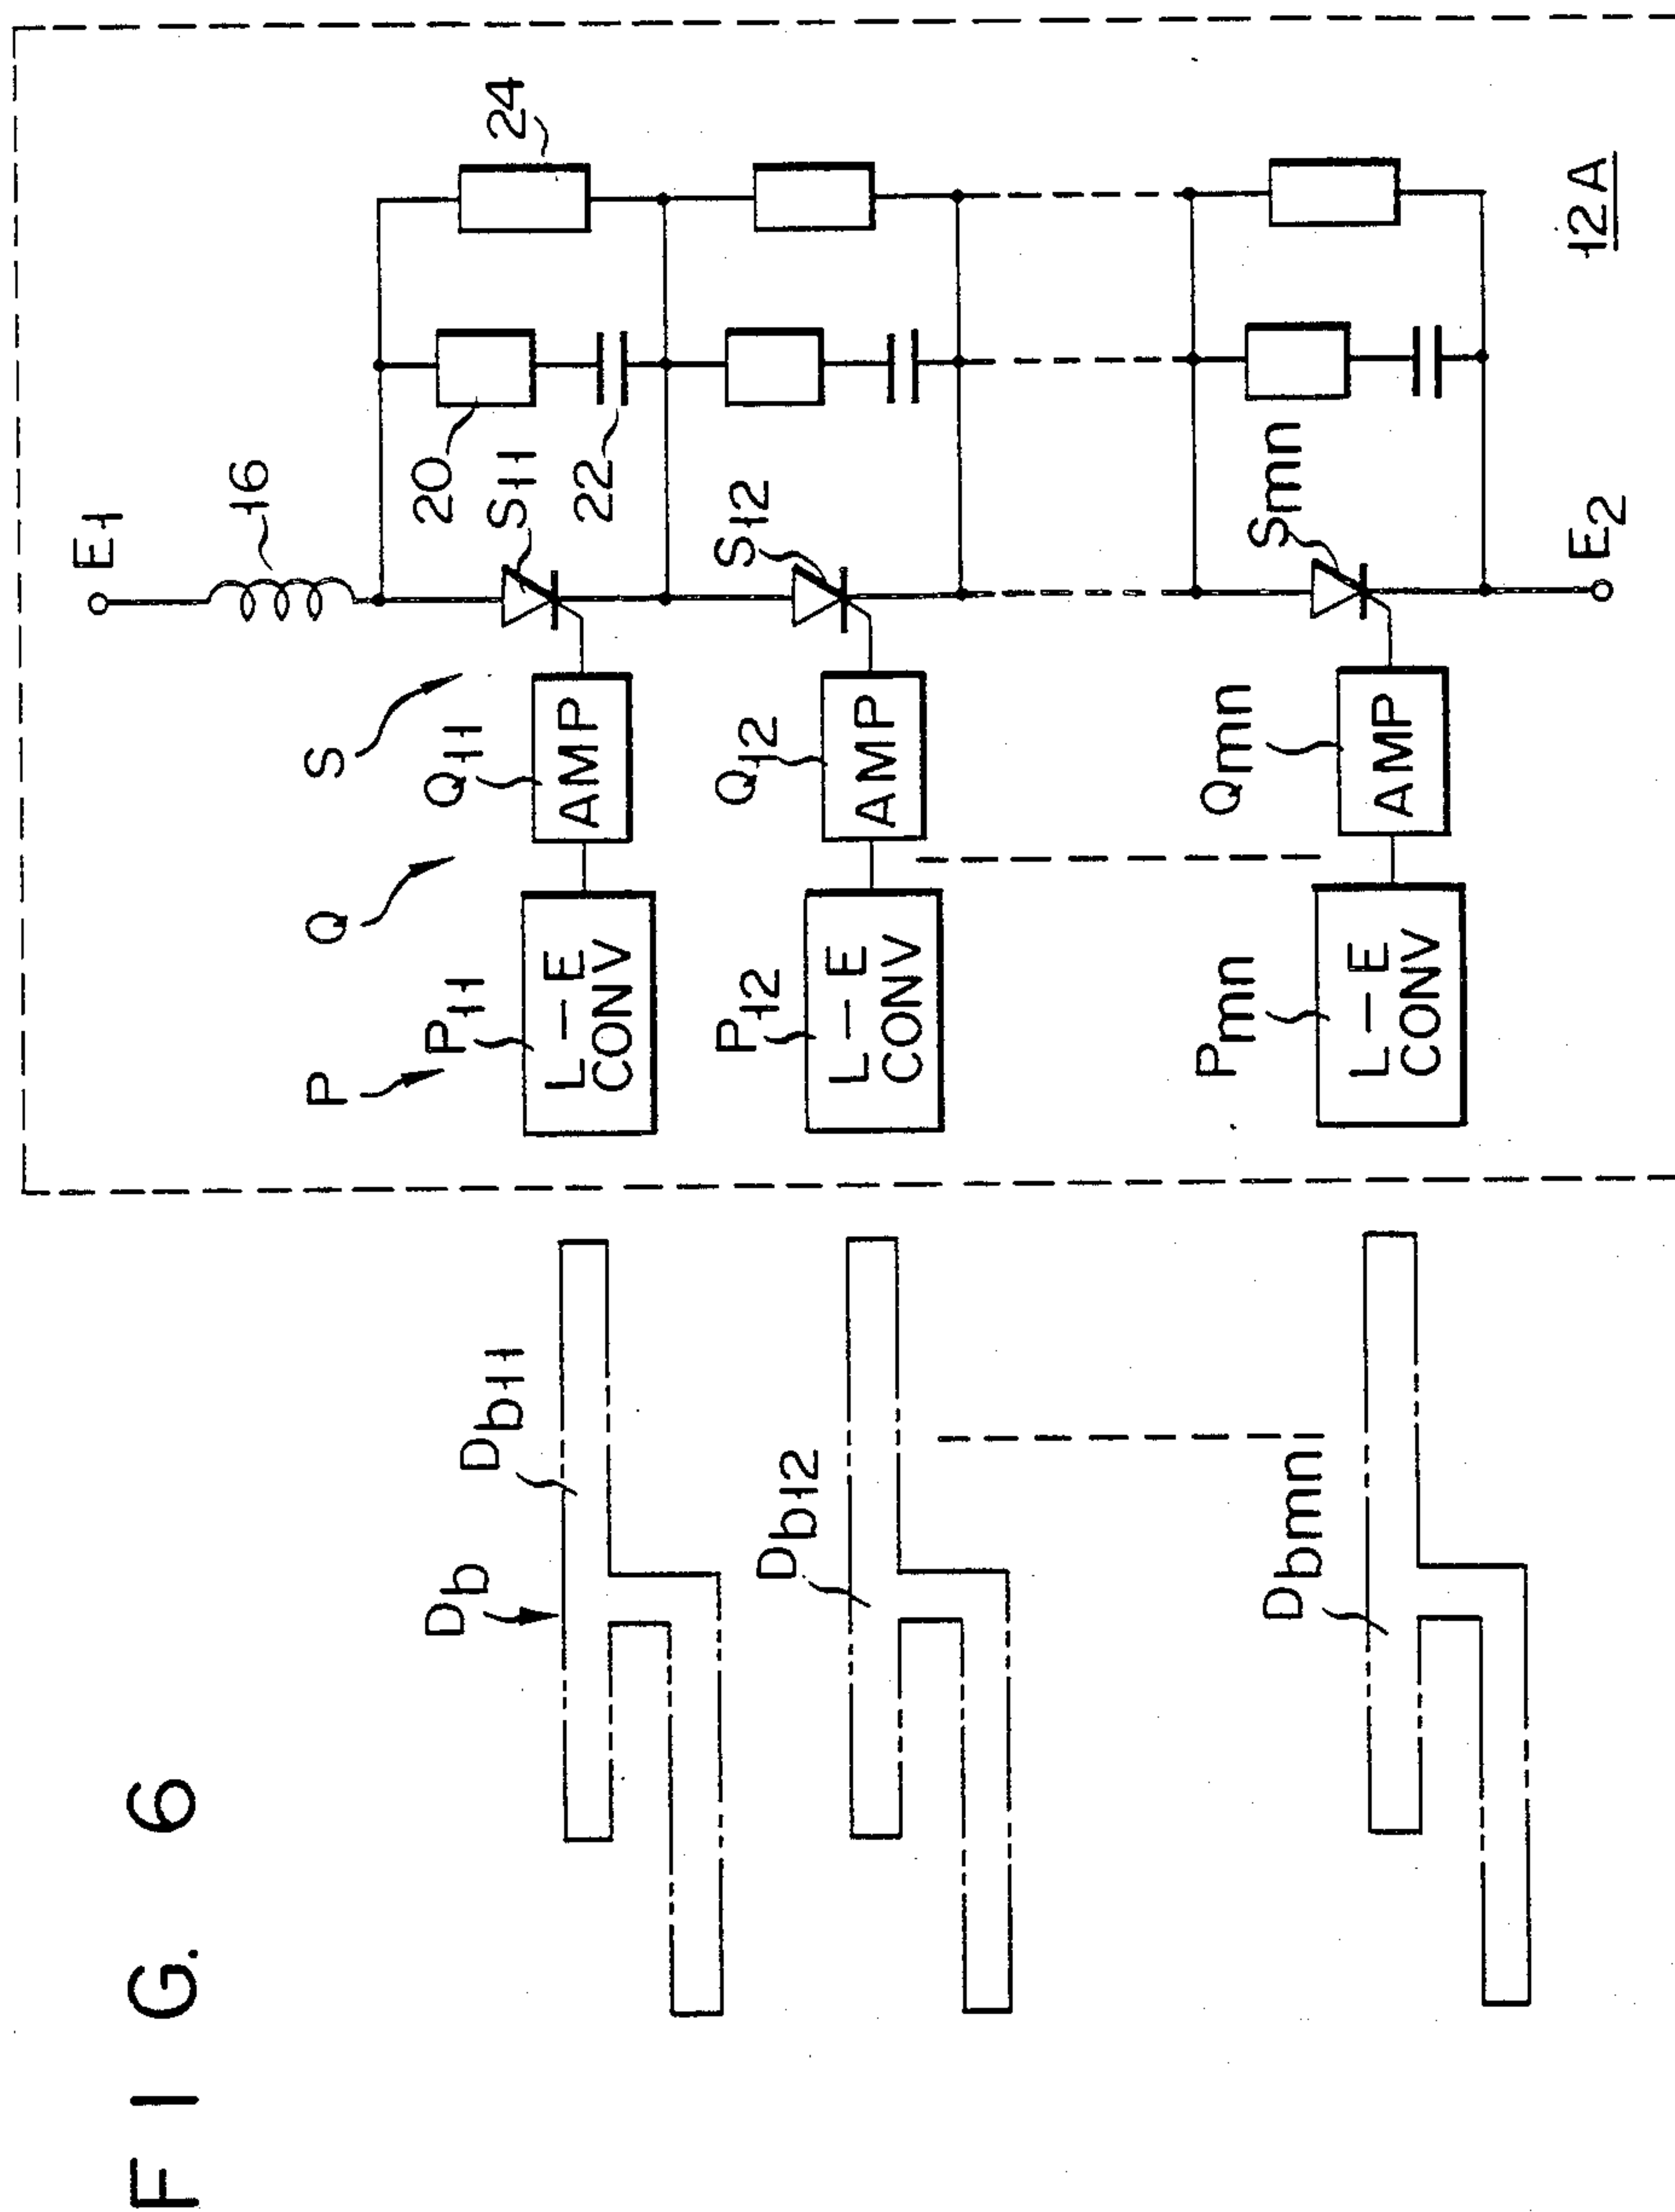 FIG. 6
E1
16
24
20
S11
22
S
Q
P
Q11
AMP
P11
L-E
CONV
Db
Db11
S12
Q12
AMP
P12
L-E
CONV
Db12
Smn
Qmn
AMP
Pmn
L-E
CONV
Dbmn
E2
12A